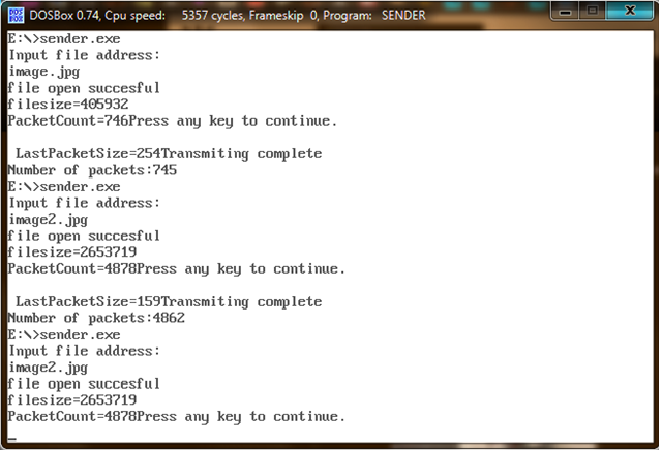 DOSBox 0.74, Cpu speed: 5357 cycles, Frameskip 0, Program: SENDER
E:\>sender.exe
Input file address:
image.jpg
file open succesful
filesize=405932
PacketCount=746Press any key to continue.
LastPacketSize=254Transmiting complete
Number of packets:745
E:\>sender.exe
Input file address:
image2.jpg
file open succesful
filesize=2653719
PacketCount=4878Press any key to continue.
LastPacketSize=159Transmiting complete
Number of packets:4862
E:\>sender.exe
Input file address:
image2.jpg
file open succesful
filesize=2653719
PacketCount=4878Press any key to continue.
_